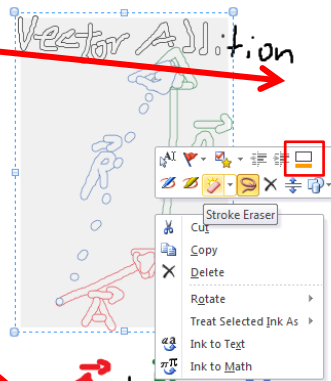 Vector Addition
R
A
Stroke Eraser
Cut
Copy
Delete
Rotate
Treat Selected Ink As
Ink to Text
Ink to Math